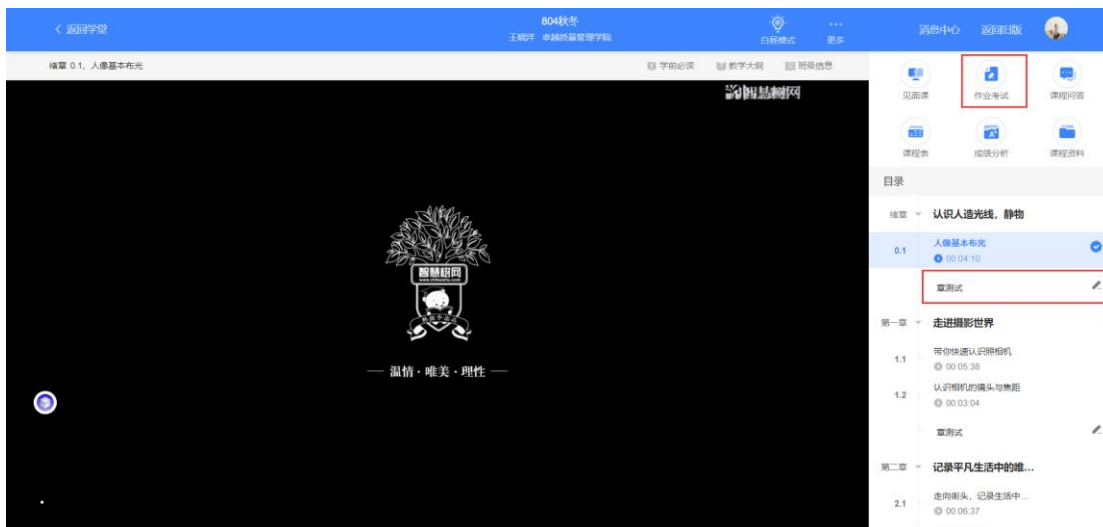 < 返回学堂
804秋冬
王晓洋 卓越质量管理学院
白昼模式
更多
消息中心
返回旧版
绪章 0.1、人像基本布光
学前必读
教学大纲
班级信息
智慧树网
智慧树网
www.zhihuishu.com
— 温情·唯美·理性 —
见面课
作业考试
课程问答
课程表
成绩分析
课程资料
目录
绪章 认识人造光线，静物
0.1 人像基本布光
00:04:10
章测试
第一章 走进摄影世界
1.1 带你快速认识照相机
00:05:38
1.2 认识相机的镜头与焦距
00:03:04
章测试
第二章 记录平凡生活中的唯...
2.1 走向街头，记录生活中...
00:06:37